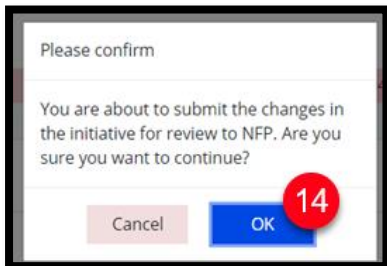 Please confirm
You are about to submit the changes in
the initiative for review to NFP. Are you
sure you want to continue?
14
Cancel OK